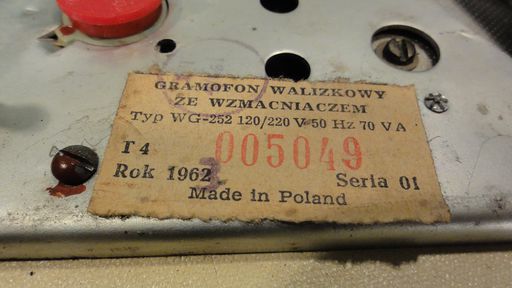 GRAMOFON WALIZKOWY
ZE WZMACNIACZEM
Typ WG-252 120/220 V 50 Hz 70 VA
T 4 005049
Rok 1962 Seria 01
Made in Poland